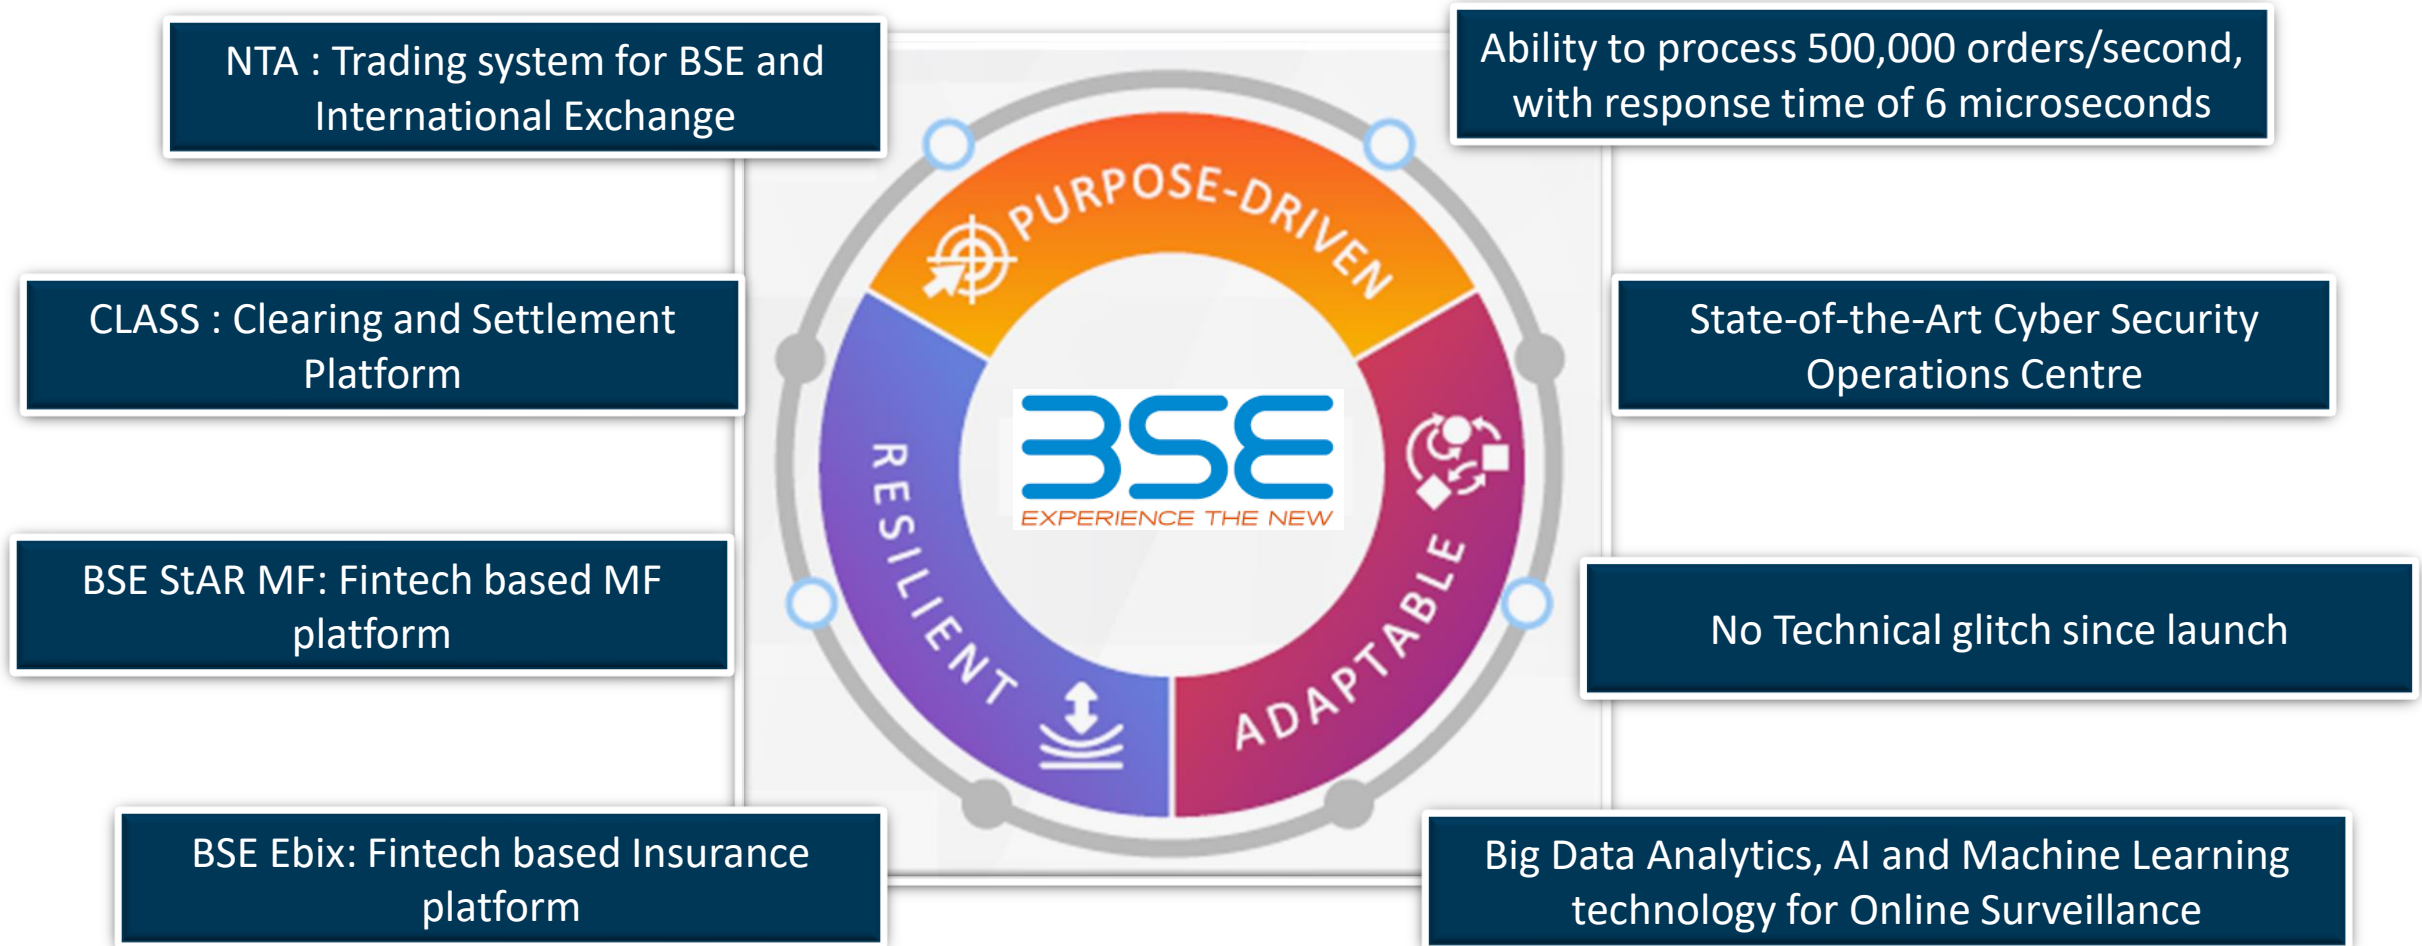 NTA : Trading system for BSE and
International Exchange
Ability to process 500,000 orders/second,
with response time of 6 microseconds
CLASS : Clearing and Settlement
Platform
State-of-the-Art Cyber Security
Operations Centre
BSE StAR MF: Fintech based MF
platform
No Technical glitch since launch
BSE Ebix: Fintech based Insurance
platform
Big Data Analytics, AI and Machine Learning
technology for Online Surveillance
PURPOSE-DRIVEN
RESILIENT
ADAPTABLE
BSE
EXPERIENCE THE NEW